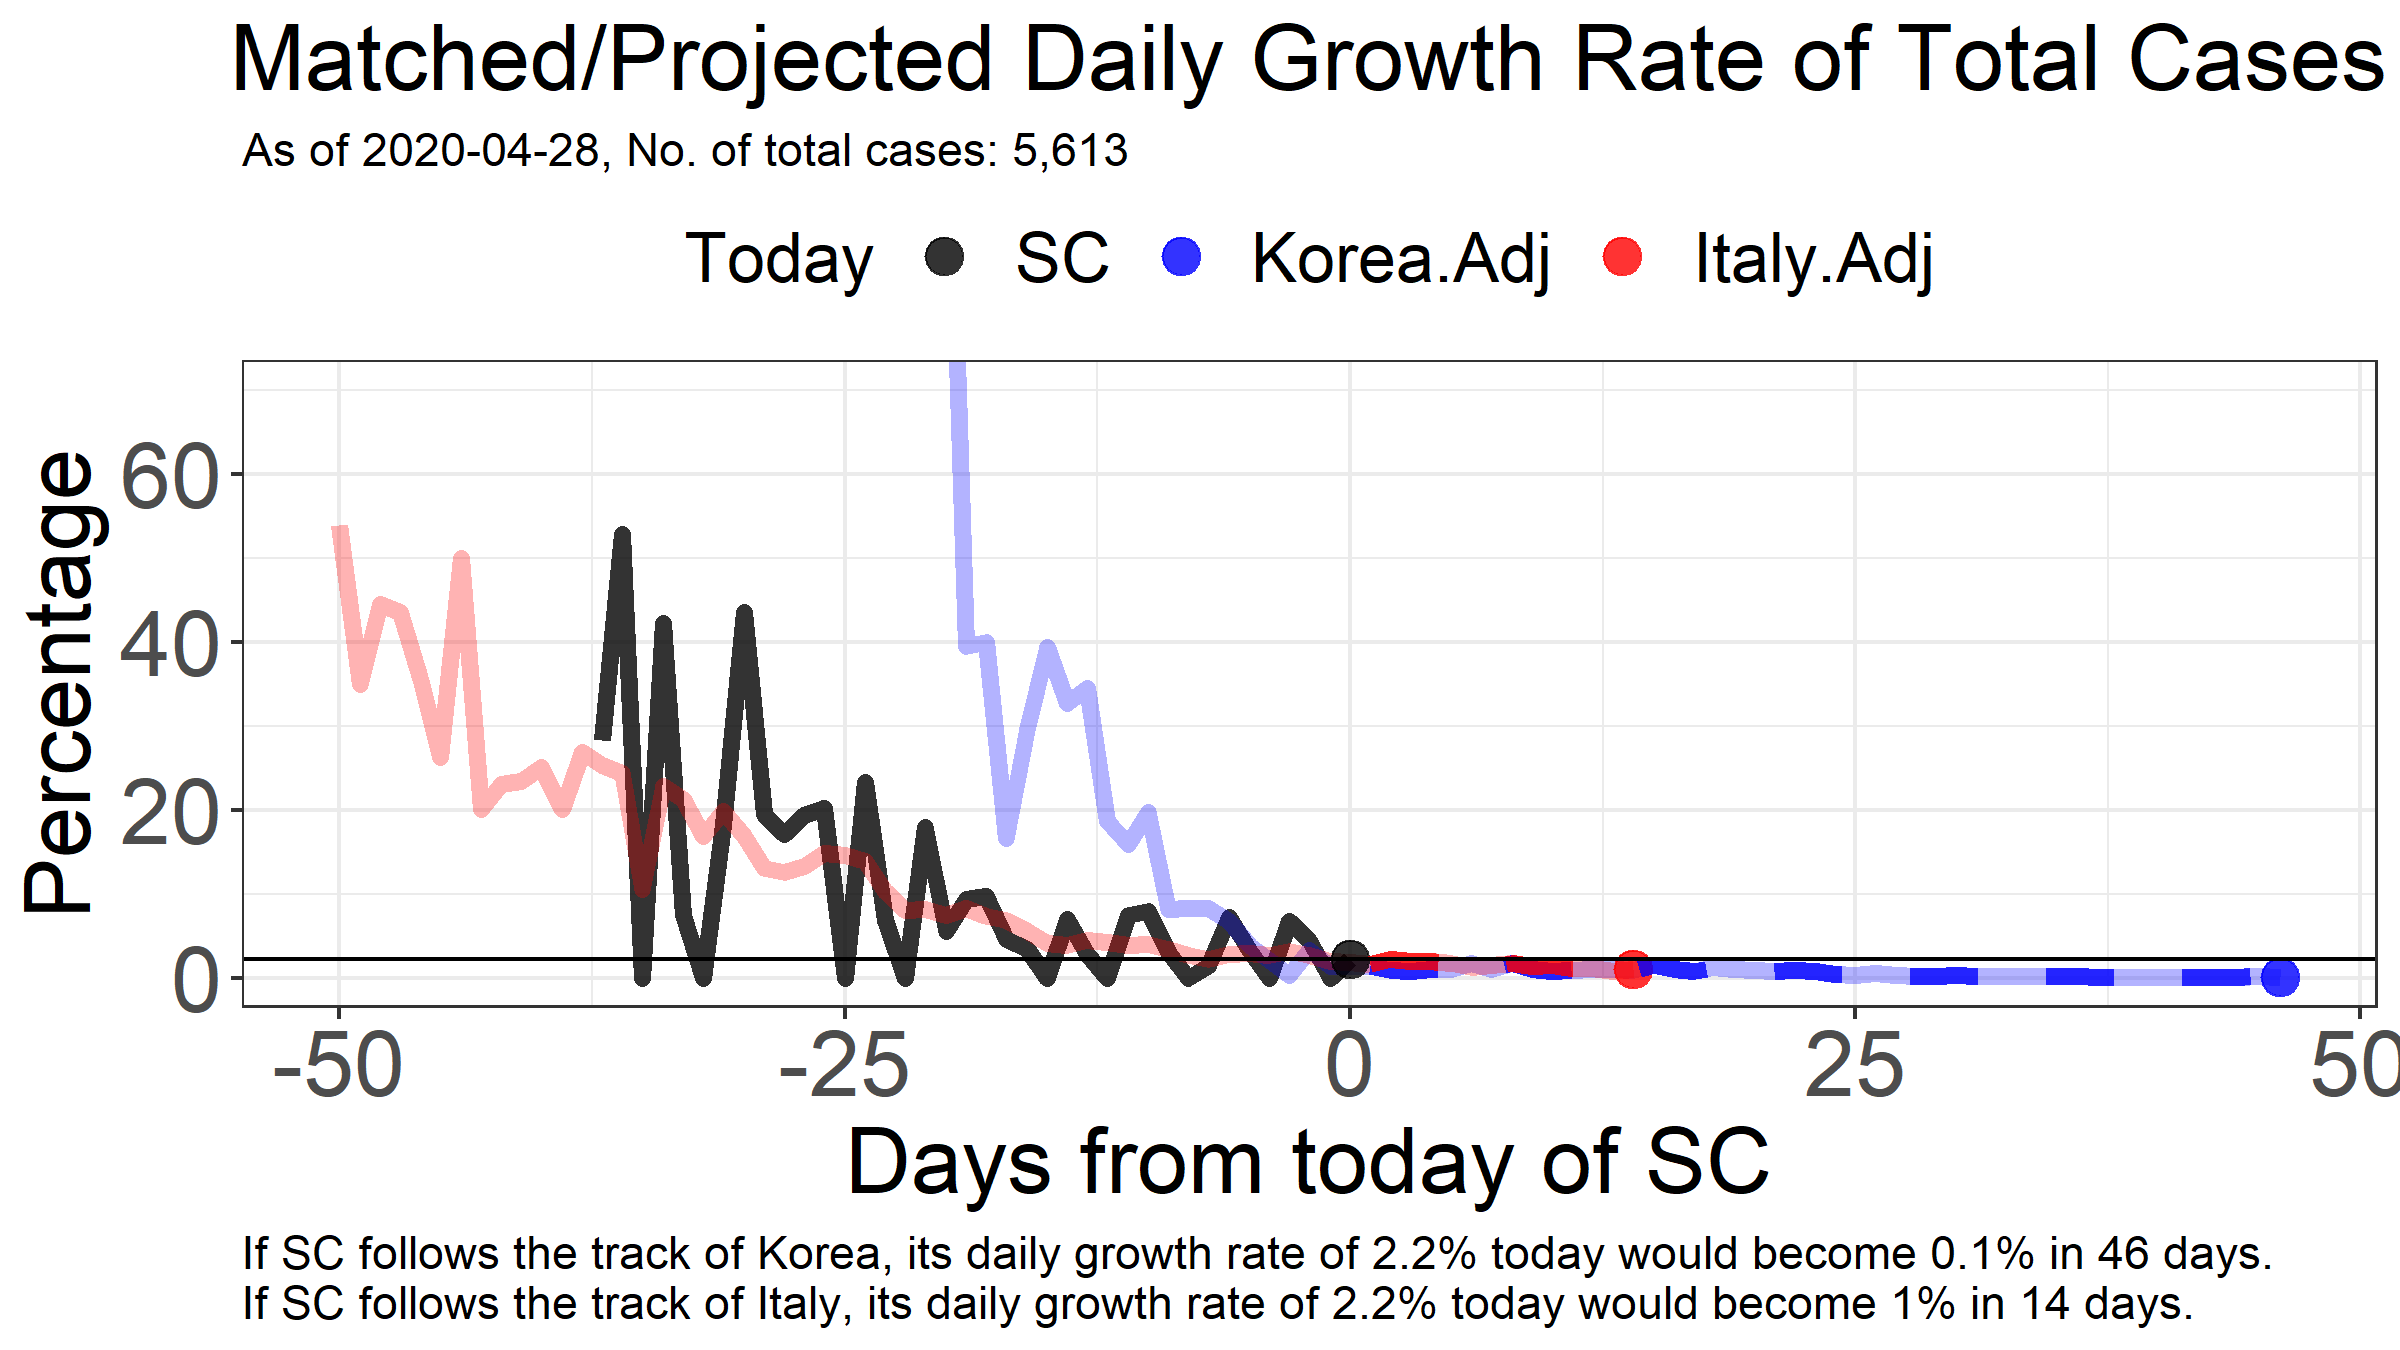 Matched/Projected Daily Growth Rate of Total Cases
As of 2020-04-28, No. of total cases: 5,613
Today SC Korea.Adj Italy.Adj
Percentage
60
40
20
0
-50 -25 0 25 50
Days from today of SC
If SC follows the track of Korea, its daily growth rate of 2.2% today would become 0.1% in 46 days.
If SC follows the track of Italy, its daily growth rate of 2.2% today would become 1% in 14 days.